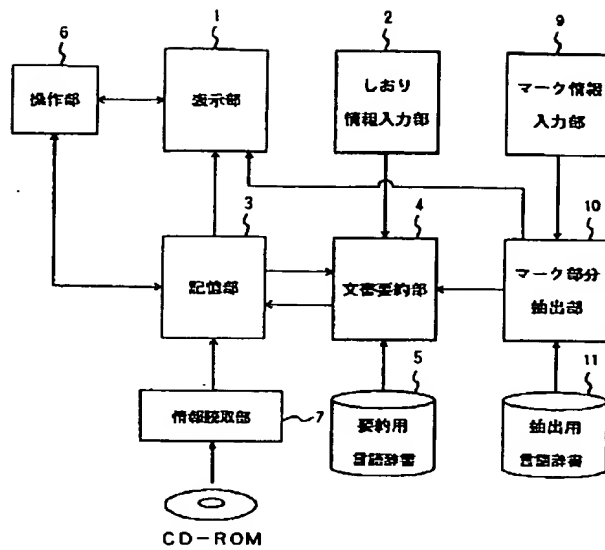 6
1
2
9
操作部
表示部
しおり
情報入力部
マーク情報
入力部
3
4
10
記憶部
文書要約部
マーク部分
抽出部
5
11
情報読取部
7
要約用
言語辞書
抽出用
言語辞書
CD-ROM